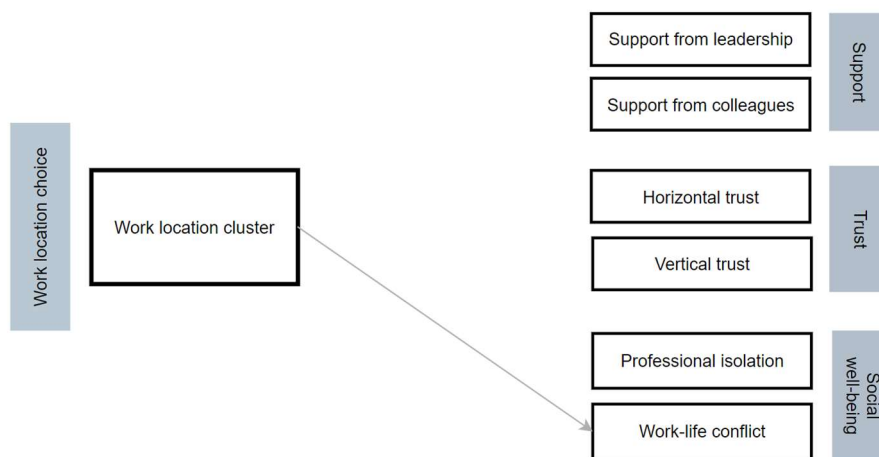 Work location choice
Work location cluster
Support from leadership
Support from colleagues
Support
Horizontal trust
Vertical trust
Trust
Professional isolation
Work-life conflict
Social
well-being